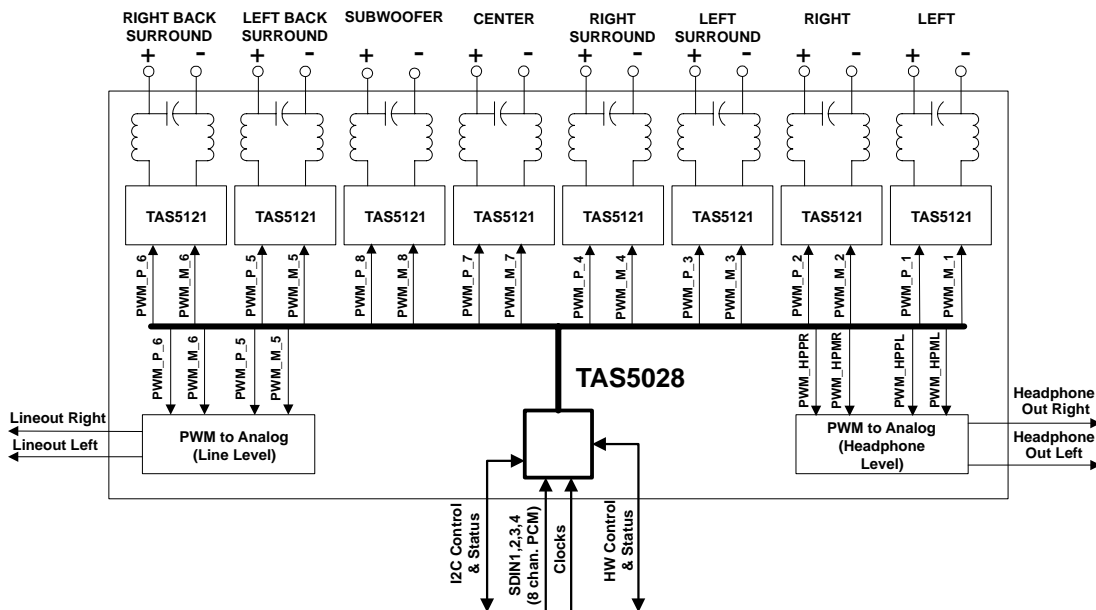 RIGHT BACK
SURROUND
LEFT BACK
SURROUND
SUBWOOFER
CENTER
RIGHT
SURROUND
LEFT
SURROUND
RIGHT
LEFT
+ - + - + - + - + - + - + - + -
TAS5121 TAS5121 TAS5121 TAS5121 TAS5121 TAS5121 TAS5121 TAS5121
PWM_P_6
PWM_M_6
PWM_P_5
PWM_M_5
PWM_P_8
PWM_M_8
PWM_P_7
PWM_M_7
PWM_P_4
PWM_M_4
PWM_P_3
PWM_M_3
PWM_P_2
PWM_M_2
PWM_P_1
PWM_M_1
PWM_P_6
PWM_M_6
PWM_P_5
PWM_M_5
PWM_HPPR
PWM_HPMR
PWM_HPPL
PWM_HPML
TAS5028
Lineout Right
Lineout Left
PWM to Analog
(Line Level)
PWM to Analog
(Headphone
Level)
Headphone
Out Right
Headphone
Out Left
I2C Control
& Status
SDIN1,2,3,4
(8 chan. PCM)
Clocks
HW Control
& Status